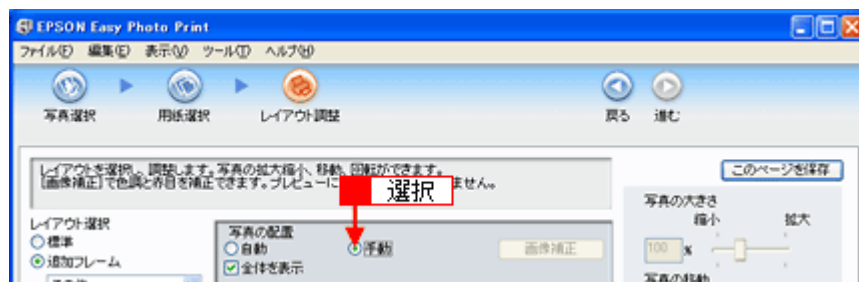 EPSON Easy Photo Print
ファイル(F) 編集(E) 表示(V) ツール(T) ヘルプ(H)
写真選択 用紙選択 レイアウト調整 戻る 進む
レイアウトを選択し、調整します。写真の拡大縮小、移動、回転ができます。
[画像補正]で色調と赤目を補正できます。プレビューに ません。
このページを保存
選択
写真の大きさ
縮小 拡大
レイアウト選択
標準
追加フレーム
写真の配置
自動 手動
全体を表示
画像補正
100 %
写真の移動